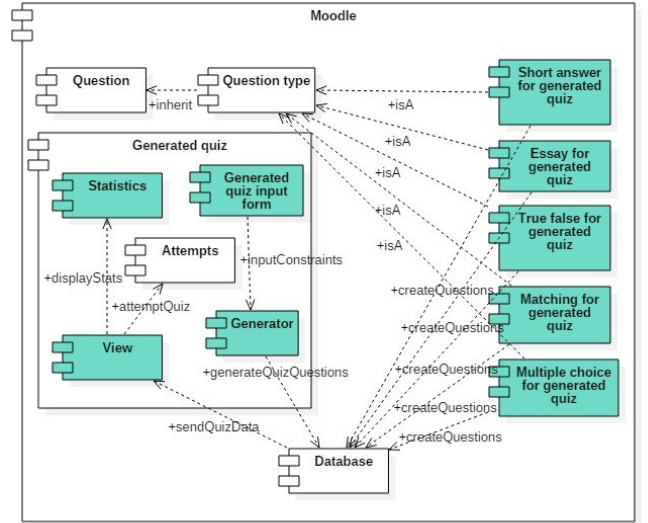 Moodle
Question
Question type
Short answer
for generated
quiz
+inherit
+isA
Generated quiz
+isA
Essay for
generated
quiz
Statistics
Generated
quiz input
form
+isA
+isA
True false for
generated
quiz
Attempts
+isA
+inputConstraints
+displayStats
+createQuestions
+attemptQuiz
Matching for
generated
quiz
View
Generator
+createQuestions
+generateQuizQuestions
+createQuestions
Multiple choice
for generated
quiz
+createQuestions
+sendQuizData
+createQuestions
Database